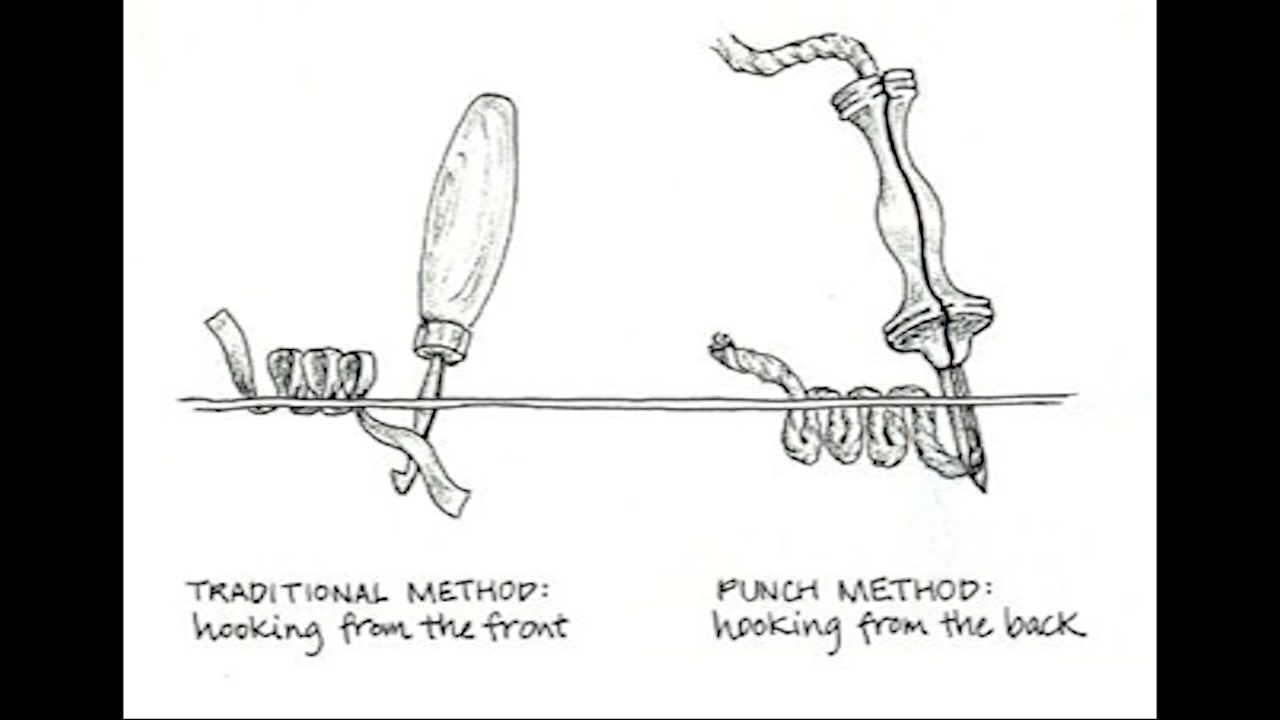 TRADITIONAL METHOD:
hooking from the front
PUNCH METHOD:
hooking from the back